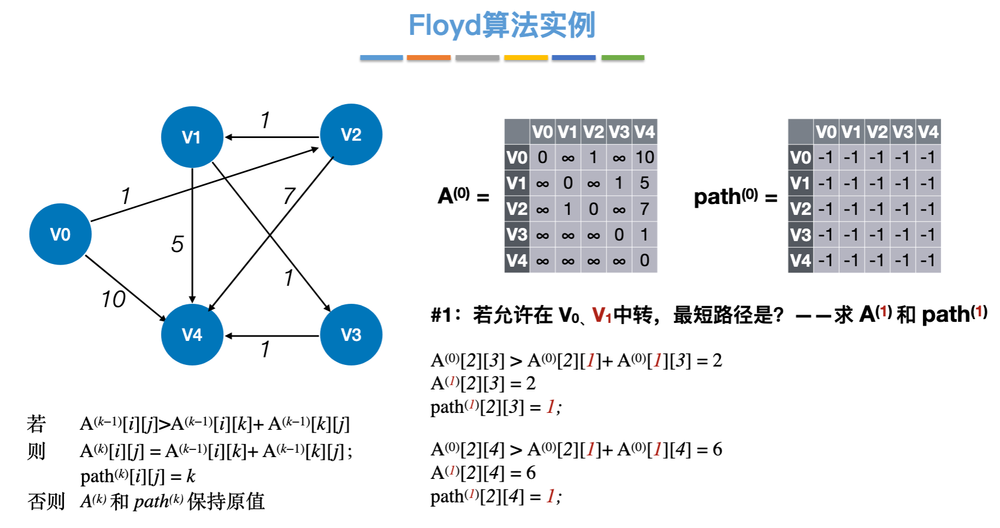 Floyd算法实例
V1
V2
V0
V4
V3
1
1
7
5
1
10
1
A(0) =
V0 V1 V2 V3 V4
V0 0 ∞ 1 ∞ 10
V1 ∞ 0 ∞ 1 5
V2 ∞ 1 0 ∞ 7
V3 ∞ ∞ ∞ 0 1
V4 ∞ ∞ ∞ ∞ 0
path(0) =
V0 V1 V2 V3 V4
V0 -1 -1 -1 -1 -1
V1 -1 -1 -1 -1 -1
V2 -1 -1 -1 -1 -1
V3 -1 -1 -1 -1 -1
V4 -1 -1 -1 -1 -1
#1：若允许在 V0、V1中转，最短路径是？——求 A(1) 和 path(1)
A(0)[2][3] > A(0)[2][1]+ A(0)[1][3] = 2
A(1)[2][3] = 2
path(1)[2][3] = 1;
A(0)[2][4] > A(0)[2][1]+ A(0)[1][4] = 6
A(1)[2][4] = 6
path(1)[2][4] = 1;
若 A(k−1)[i][j]>A(k−1)[i][k]+ A(k−1)[k][j]
则 A(k)[i][j] = A(k−1)[i][k]+ A(k−1)[k][j] ;
path(k)[i][j] = k
否则 A(k) 和 path(k) 保持原值